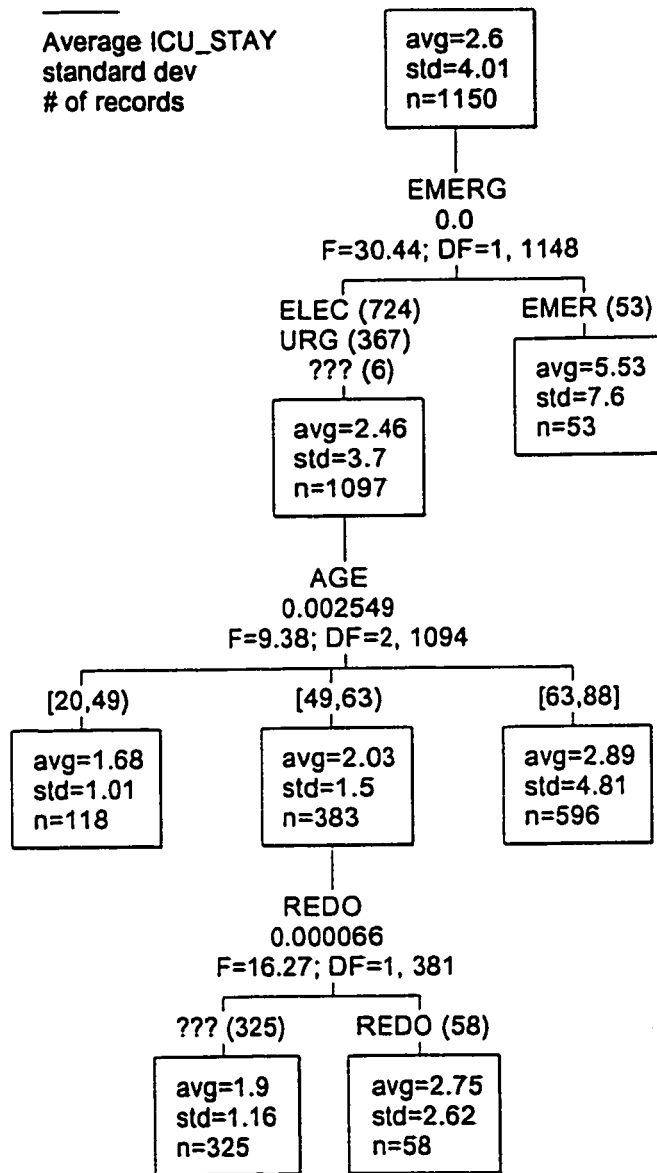 Average ICU_STAY
standard dev
# of records
avg=2.6
std=4.01
n=1150
EMERG
0.0
F=30.44; DF=1, 1148
ELEC (724)
URG (367)
??? (6)
EMER (53)
avg=2.46
std=3.7
n=1097
avg=5.53
std=7.6
n=53
AGE
0.002549
F=9.38; DF=2, 1094
[20,49)
[49,63)
[63,88]
avg=1.68
std=1.01
n=118
avg=2.03
std=1.5
n=383
avg=2.89
std=4.81
n=596
REDO
0.000066
F=16.27; DF=1, 381
??? (325)
REDO (58)
avg=1.9
std=1.16
n=325
avg=2.75
std=2.62
n=58